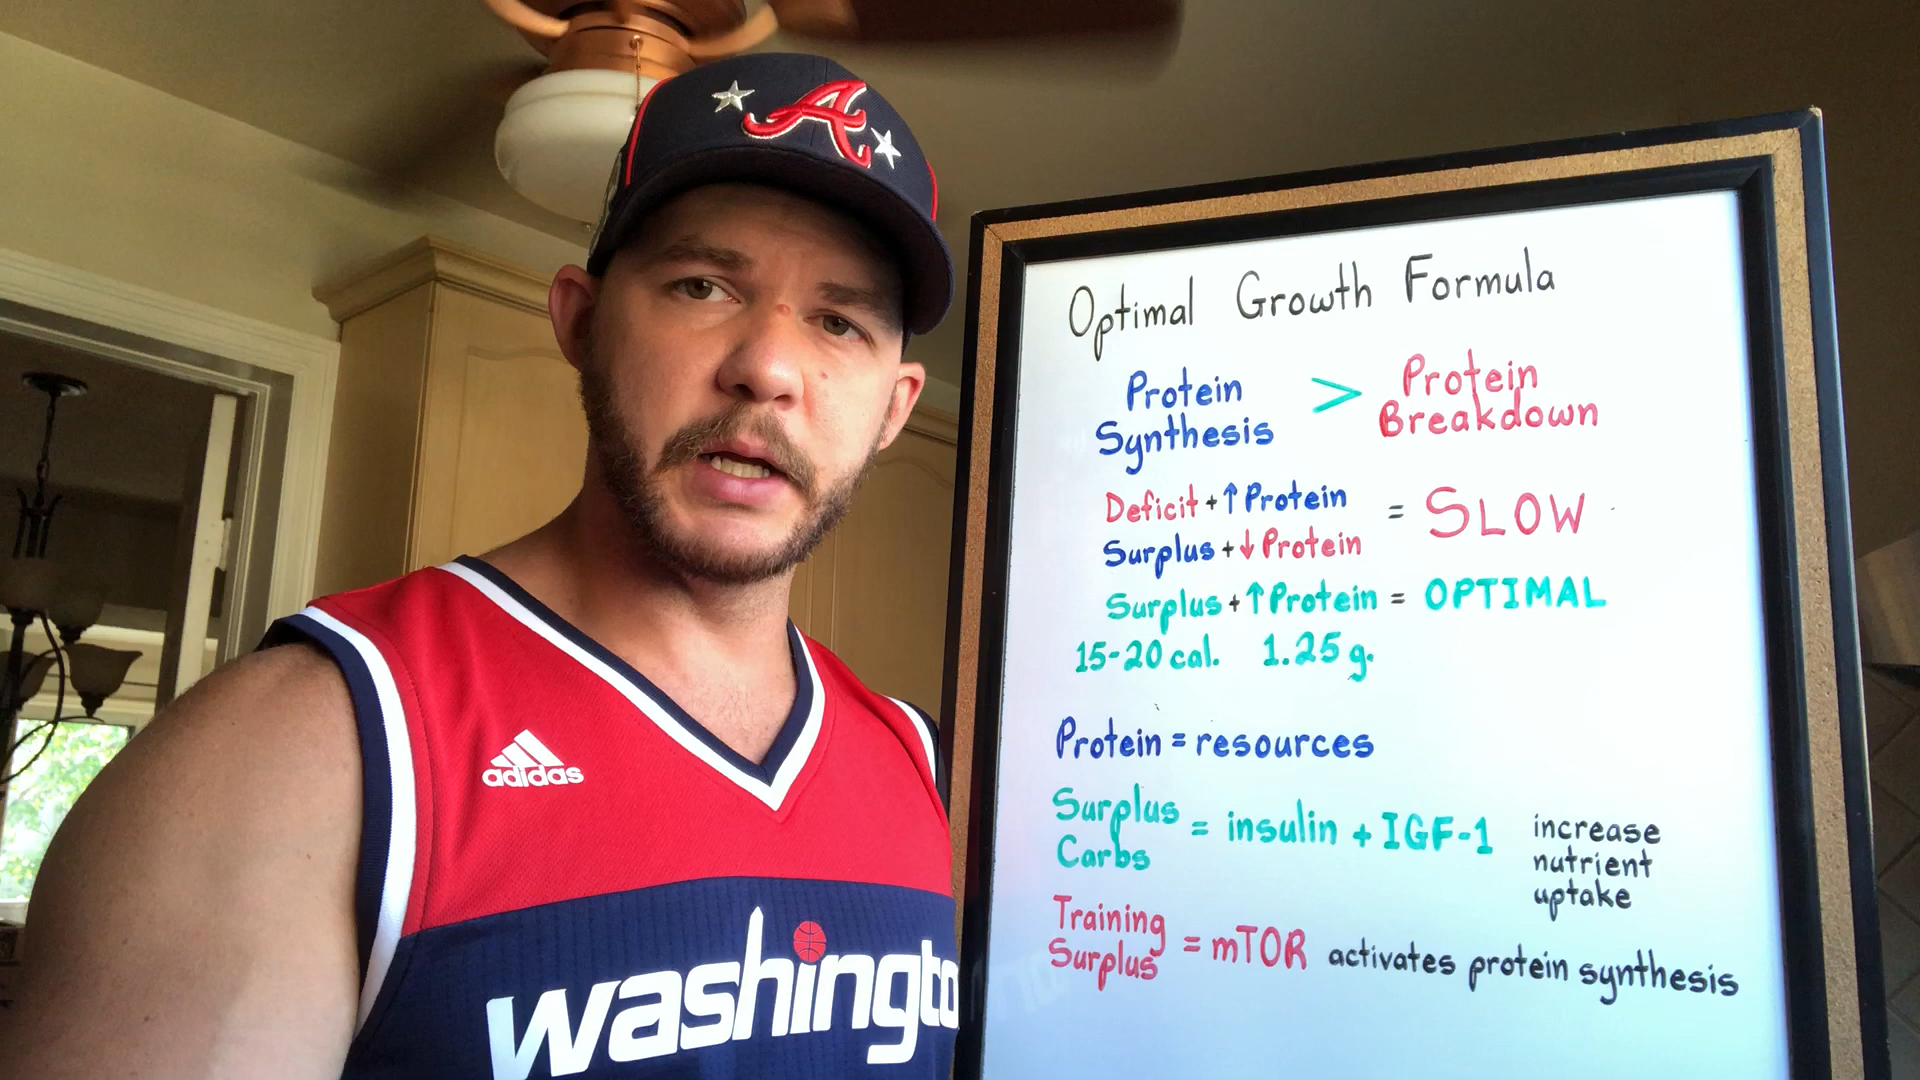 A
adidas
washingto
Optimal Growth Formula
Protein Synthesis > Protein Breakdown
Deficit + ↑ Protein
Surplus + ↓ Protein = SLOW
Surplus + ↑ Protein = OPTIMAL
15-20 cal. 1.25 g.
Protein = resources
Surplus Carbs = insulin + IGF-1 increase nutrient uptake
Training Surplus = mTOR activates protein synthesis